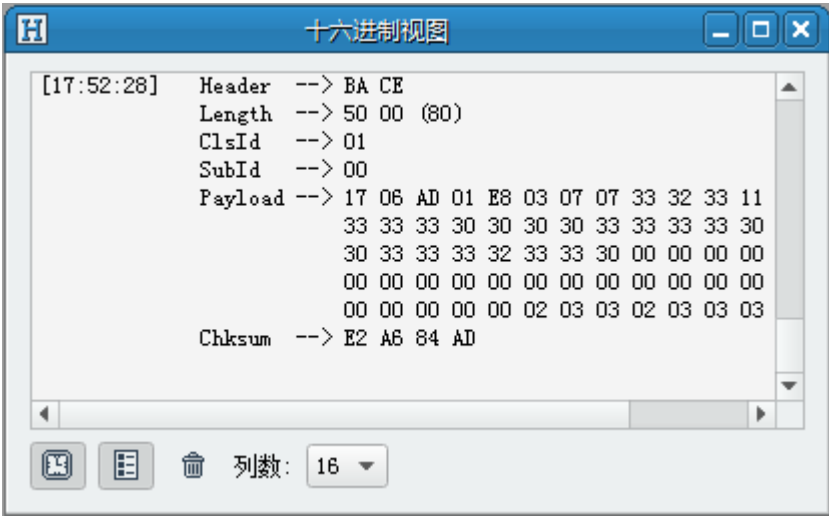 十六进制视图
[17:52:28] Header --> BA CE
Length --> 50 00 (80)
ClsId --> 01
SubId --> 00
Payload --> 17 06 AD 01 E8 03 07 07 33 32 33 11
33 33 33 30 30 30 30 33 33 33 33 30
30 33 33 33 32 33 33 30 00 00 00 00
00 00 00 00 00 00 00 00 00 00 00 00
00 00 00 00 00 02 03 03 02 03 03 03
Chksum --> E2 A6 84 AD
列数: 16